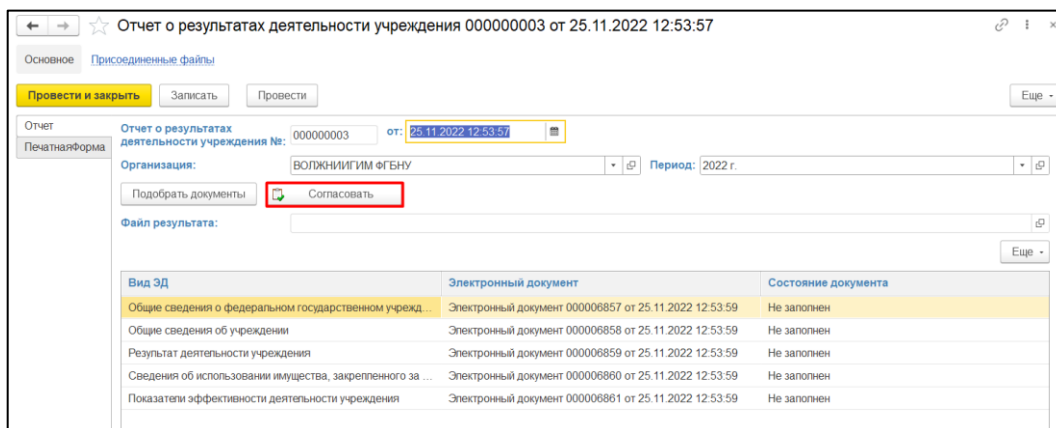 Отчет о результатах деятельности учреждения 000000003 от 25.11.2022 12:53:57
Основное Присоединенные файлы
Провести и закрыть Записать Провести Еще
Отчет
ПечатнаяФорма
Отчет о результатах деятельности учреждения №: 000000003 от: 25.11.2022 12:53:57
Организация: ВОЛЖНИИГИМ ФГБНУ Период: 2022 г.
Подобрать документы Согласовать
Файл результата:
Еще
Вид ЭД Электронный документ Состояние документа
Общие сведения о федеральном государственном учрежд... Электронный документ 000006857 от 25.11.2022 12:53:59 Не заполнен
Общие сведения об учреждении Электронный документ 000006858 от 25.11.2022 12:53:59 Не заполнен
Результат деятельности учреждения Электронный документ 000006859 от 25.11.2022 12:53:59 Не заполнен
Сведения об использовании имущества, закрепленного за ... Электронный документ 000006860 от 25.11.2022 12:53:59 Не заполнен
Показатели эффективности деятельности учреждения Электронный документ 000006861 от 25.11.2022 12:53:59 Не заполнен